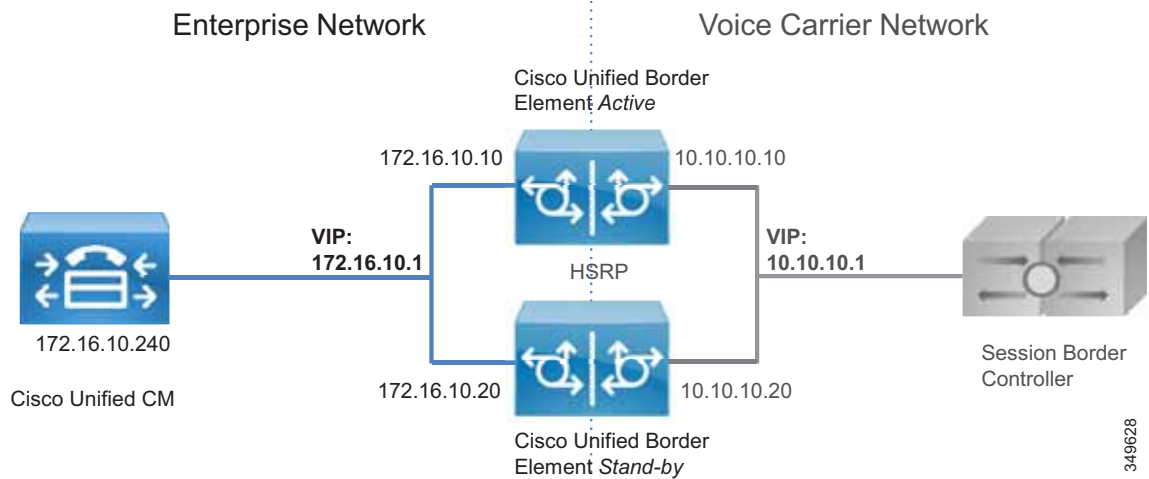 Enterprise Network
Voice Carrier Network
Cisco Unified Border
Element Active
172.16.10.10
10.10.10.10
VIP:
172.16.10.1
VIP:
10.10.10.1
HSRP
172.16.10.240
Cisco Unified CM
172.16.10.20
10.10.10.20
Session Border
Controller
Cisco Unified Border
Element Stand-by
349628